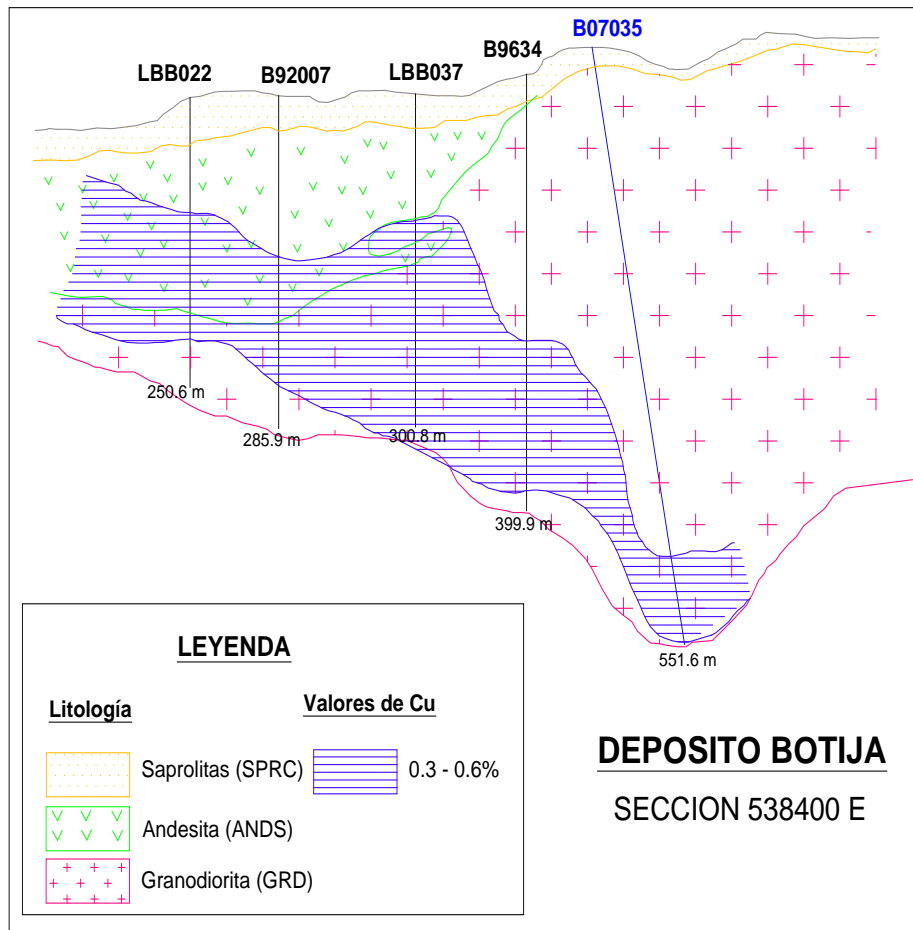 B07035
B9634
LBB022
B92007
LBB037
250.6 m
285.9 m
300.8 m
399.9 m
551.6 m
LEYENDA
Litología
Valores de Cu
Saprolitas (SPRC)
0.3 - 0.6%
Andesita (ANDS)
Granodiorita (GRD)
DEPOSITO BOTIJA
SECCION 538400 E